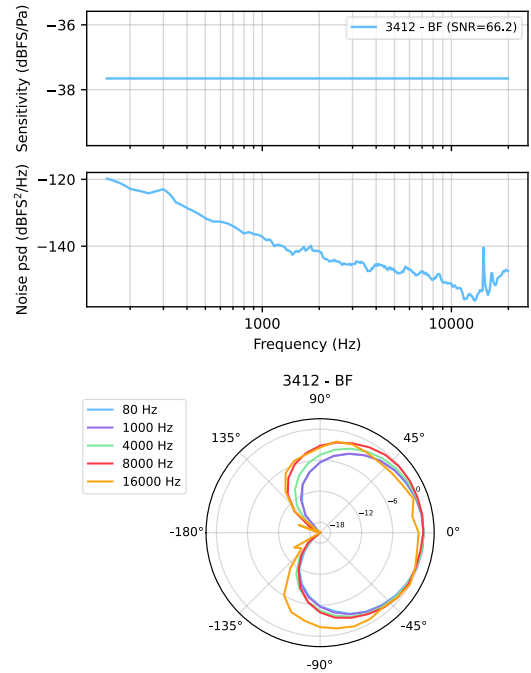 Sensitivity (dBFS/Pa)
−36
−38
3412 - BF (SNR=66.2)
Noise psd (dBFS²/Hz)
−120
−140
1000
10000
Frequency (Hz)
3412 - BF
80 Hz
1000 Hz
4000 Hz
8000 Hz
16000 Hz
90°
135°
45°
-180°
0°
-135°
-45°
-90°
−18
−12
−6
0